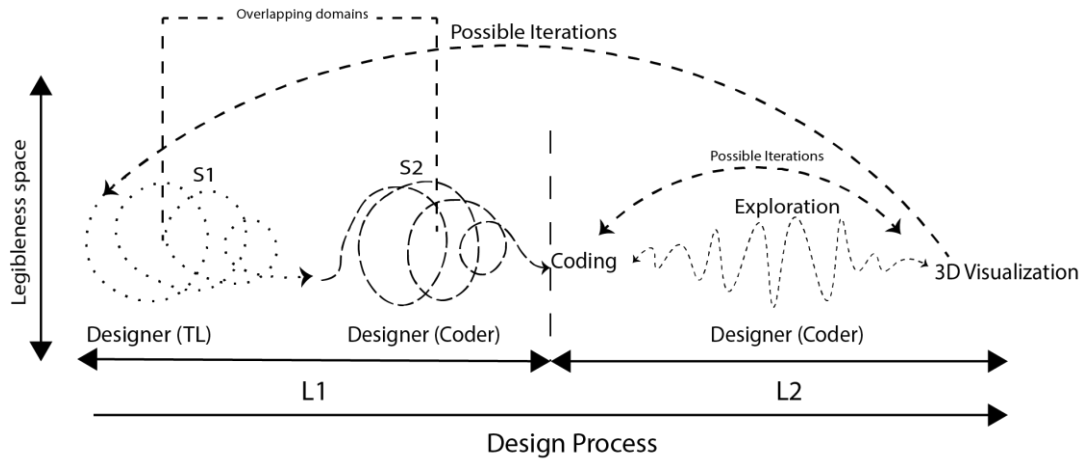 Overlapping domains
Possible Iterations
Legibleness space
S1
S2
Possible Iterations
Exploration
Coding
3D Visualization
Designer (TL)
Designer (Coder)
Designer (Coder)
L1
L2
Design Process